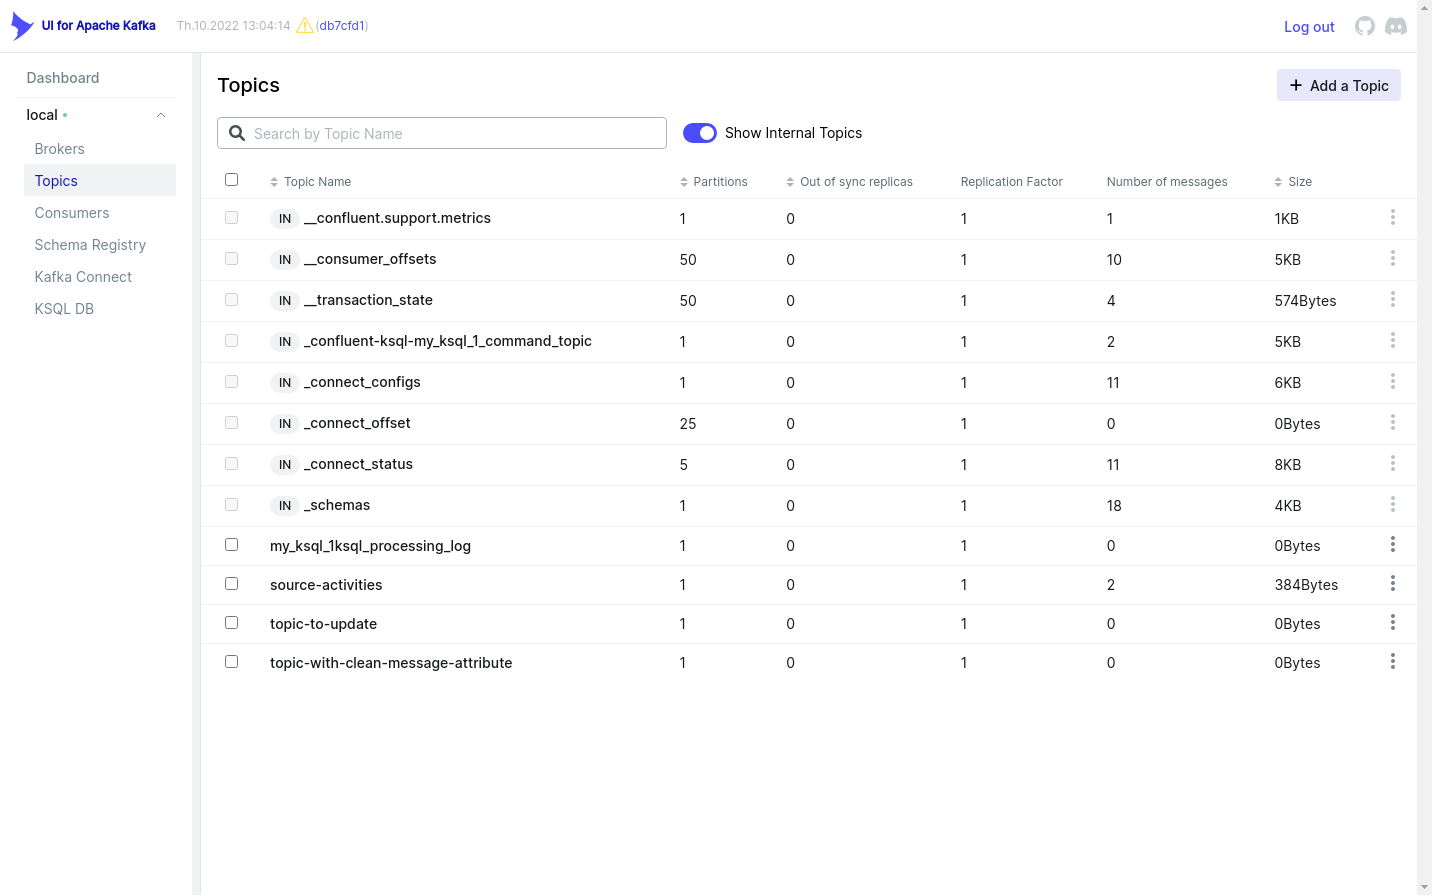 UI for Apache Kafka Th.10.2022 13:04:14 (db7cfd1) Log out
Dashboard
local
Brokers
Topics
Consumers
Schema Registry
Kafka Connect
KSQL DB
Topics
Add a Topic
Search by Topic Name
Show Internal Topics
Topic Name Partitions Out of sync replicas Replication Factor Number of messages Size
IN __confluent.support.metrics 1 0 1 1 1KB
IN __consumer_offsets 50 0 1 10 5KB
IN __transaction_state 50 0 1 4 574Bytes
IN _confluent-ksql-my_ksql_1_command_topic 1 0 1 2 5KB
IN _connect_configs 1 0 1 11 6KB
IN _connect_offset 25 0 1 0 0Bytes
IN _connect_status 5 0 1 11 8KB
IN _schemas 1 0 1 18 4KB
my_ksql_1ksql_processing_log 1 0 1 0 0Bytes
source-activities 1 0 1 2 384Bytes
topic-to-update 1 0 1 0 0Bytes
topic-with-clean-message-attribute 1 0 1 0 0Bytes